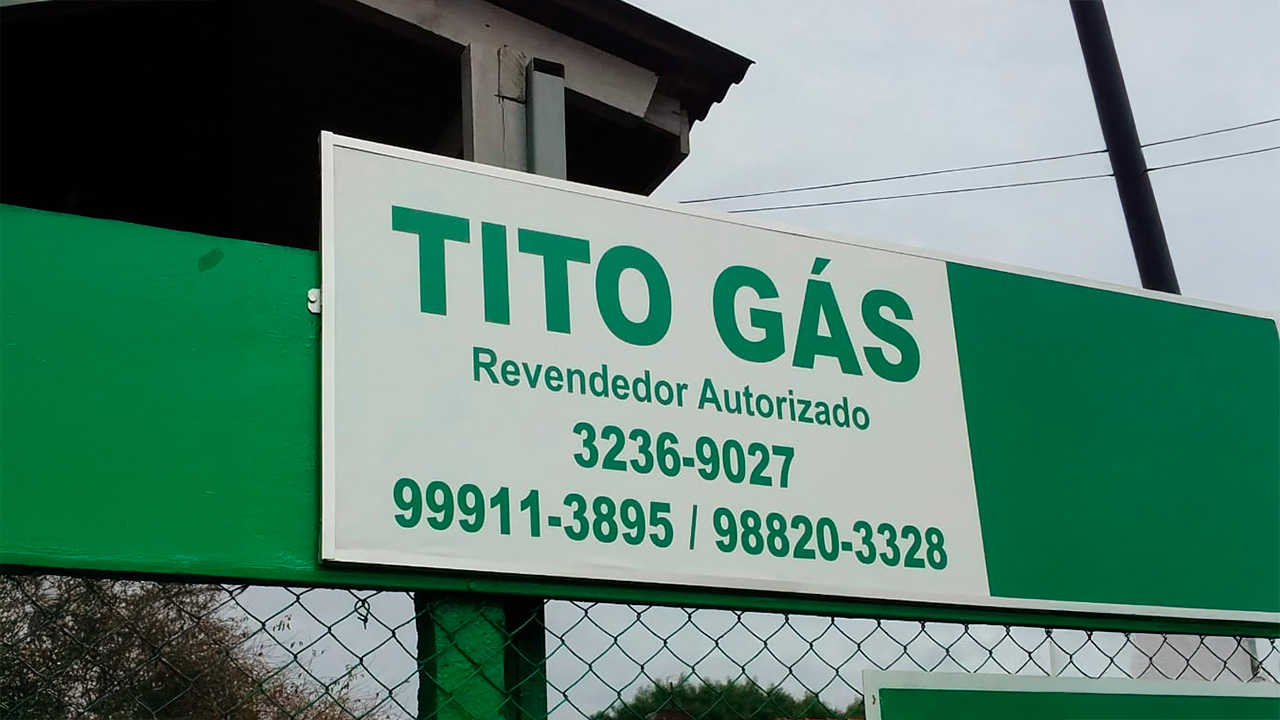 TITO GÁS
Revendedor Autorizado
3236-9027
99911-3895 / 98820-3328